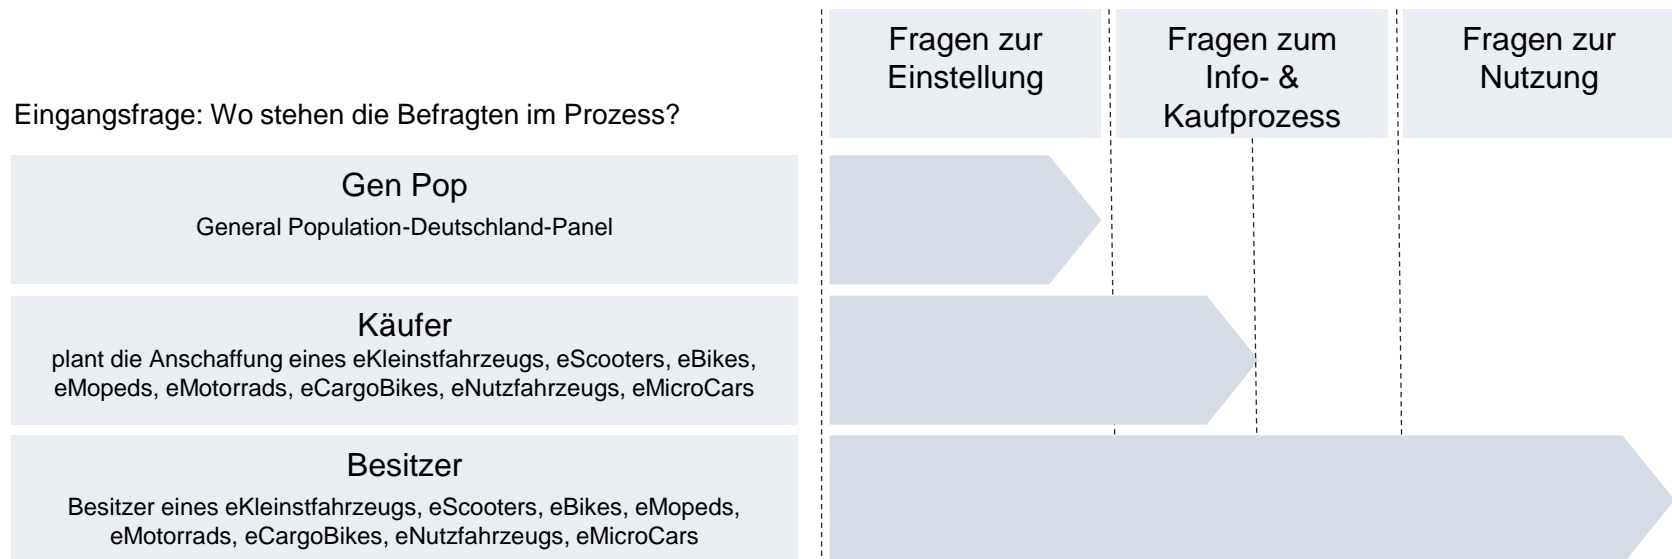 Fragen zur
Einstellung
Fragen zum
Info- &
Kaufprozess
Fragen zur
Nutzung
Eingangsfrage: Wo stehen die Befragten im Prozess?
Gen Pop
General Population-Deutschland-Panel
Käufer
plant die Anschaffung eines eKleinstfahrzeugs, eScooters, eBikes,
eMopeds, eMotorrads, eCargoBikes, eNutzfahrzeugs, eMicroCars
Besitzer
Besitzer eines eKleinstfahrzeugs, eScooters, eBikes, eMopeds,
eMotorrads, eCargoBikes, eNutzfahrzeugs, eMicroCars